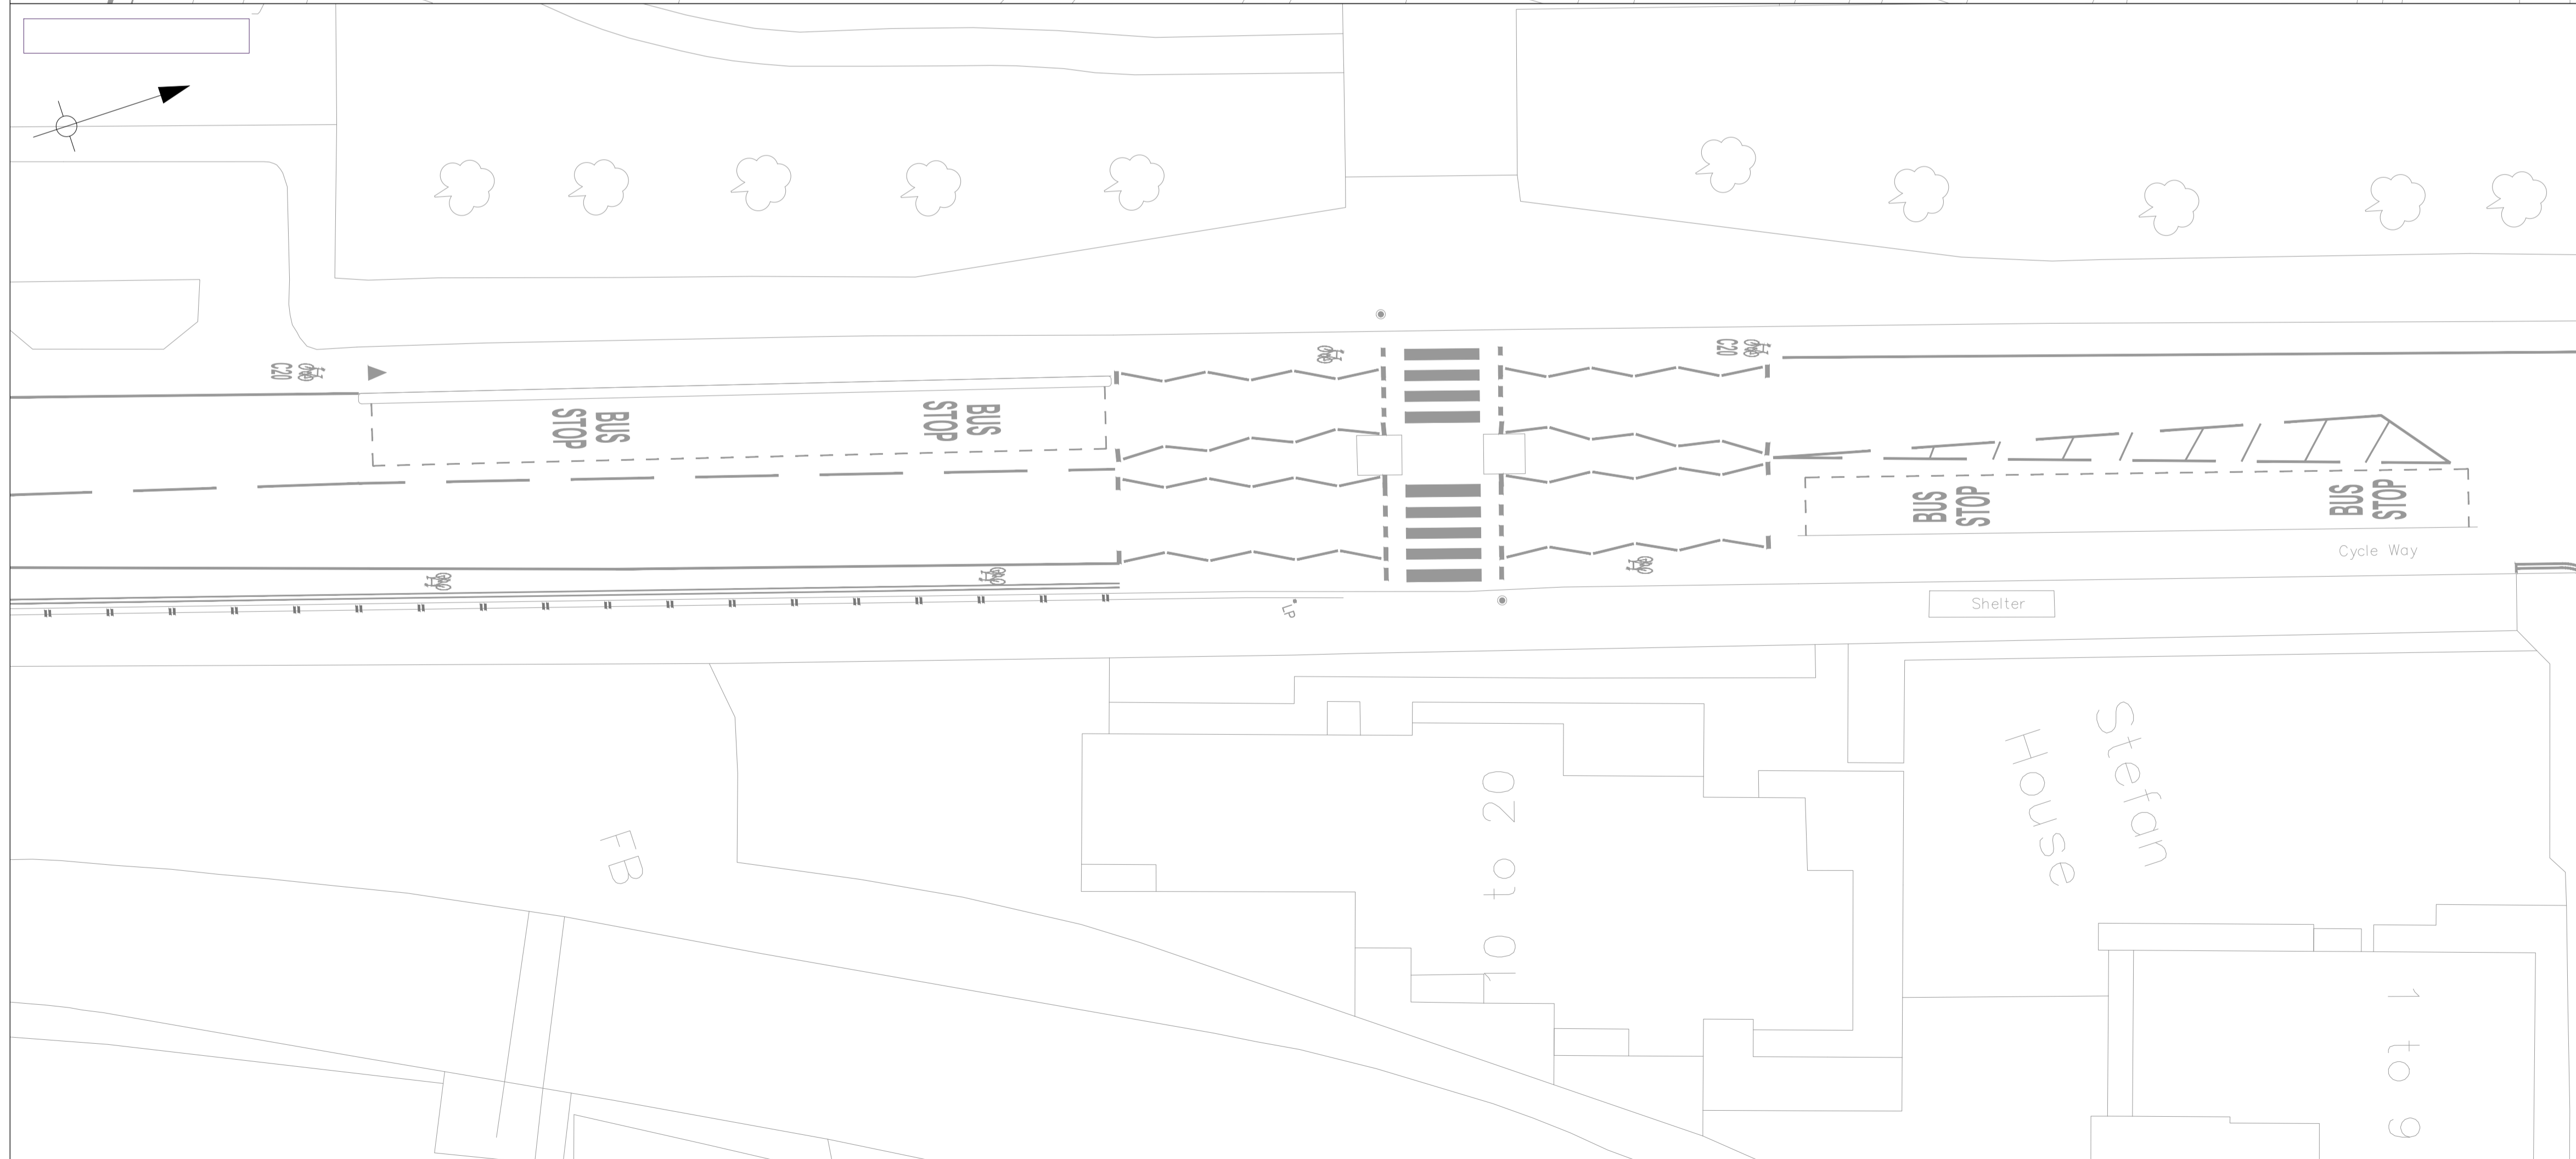 C20
C20
BUS
STOP
BUS
STOP
BUS
STOP
BUS
STOP
Cycle Way
LP
Shelter
Stefan
House
FB
10 to 20
1 to 9